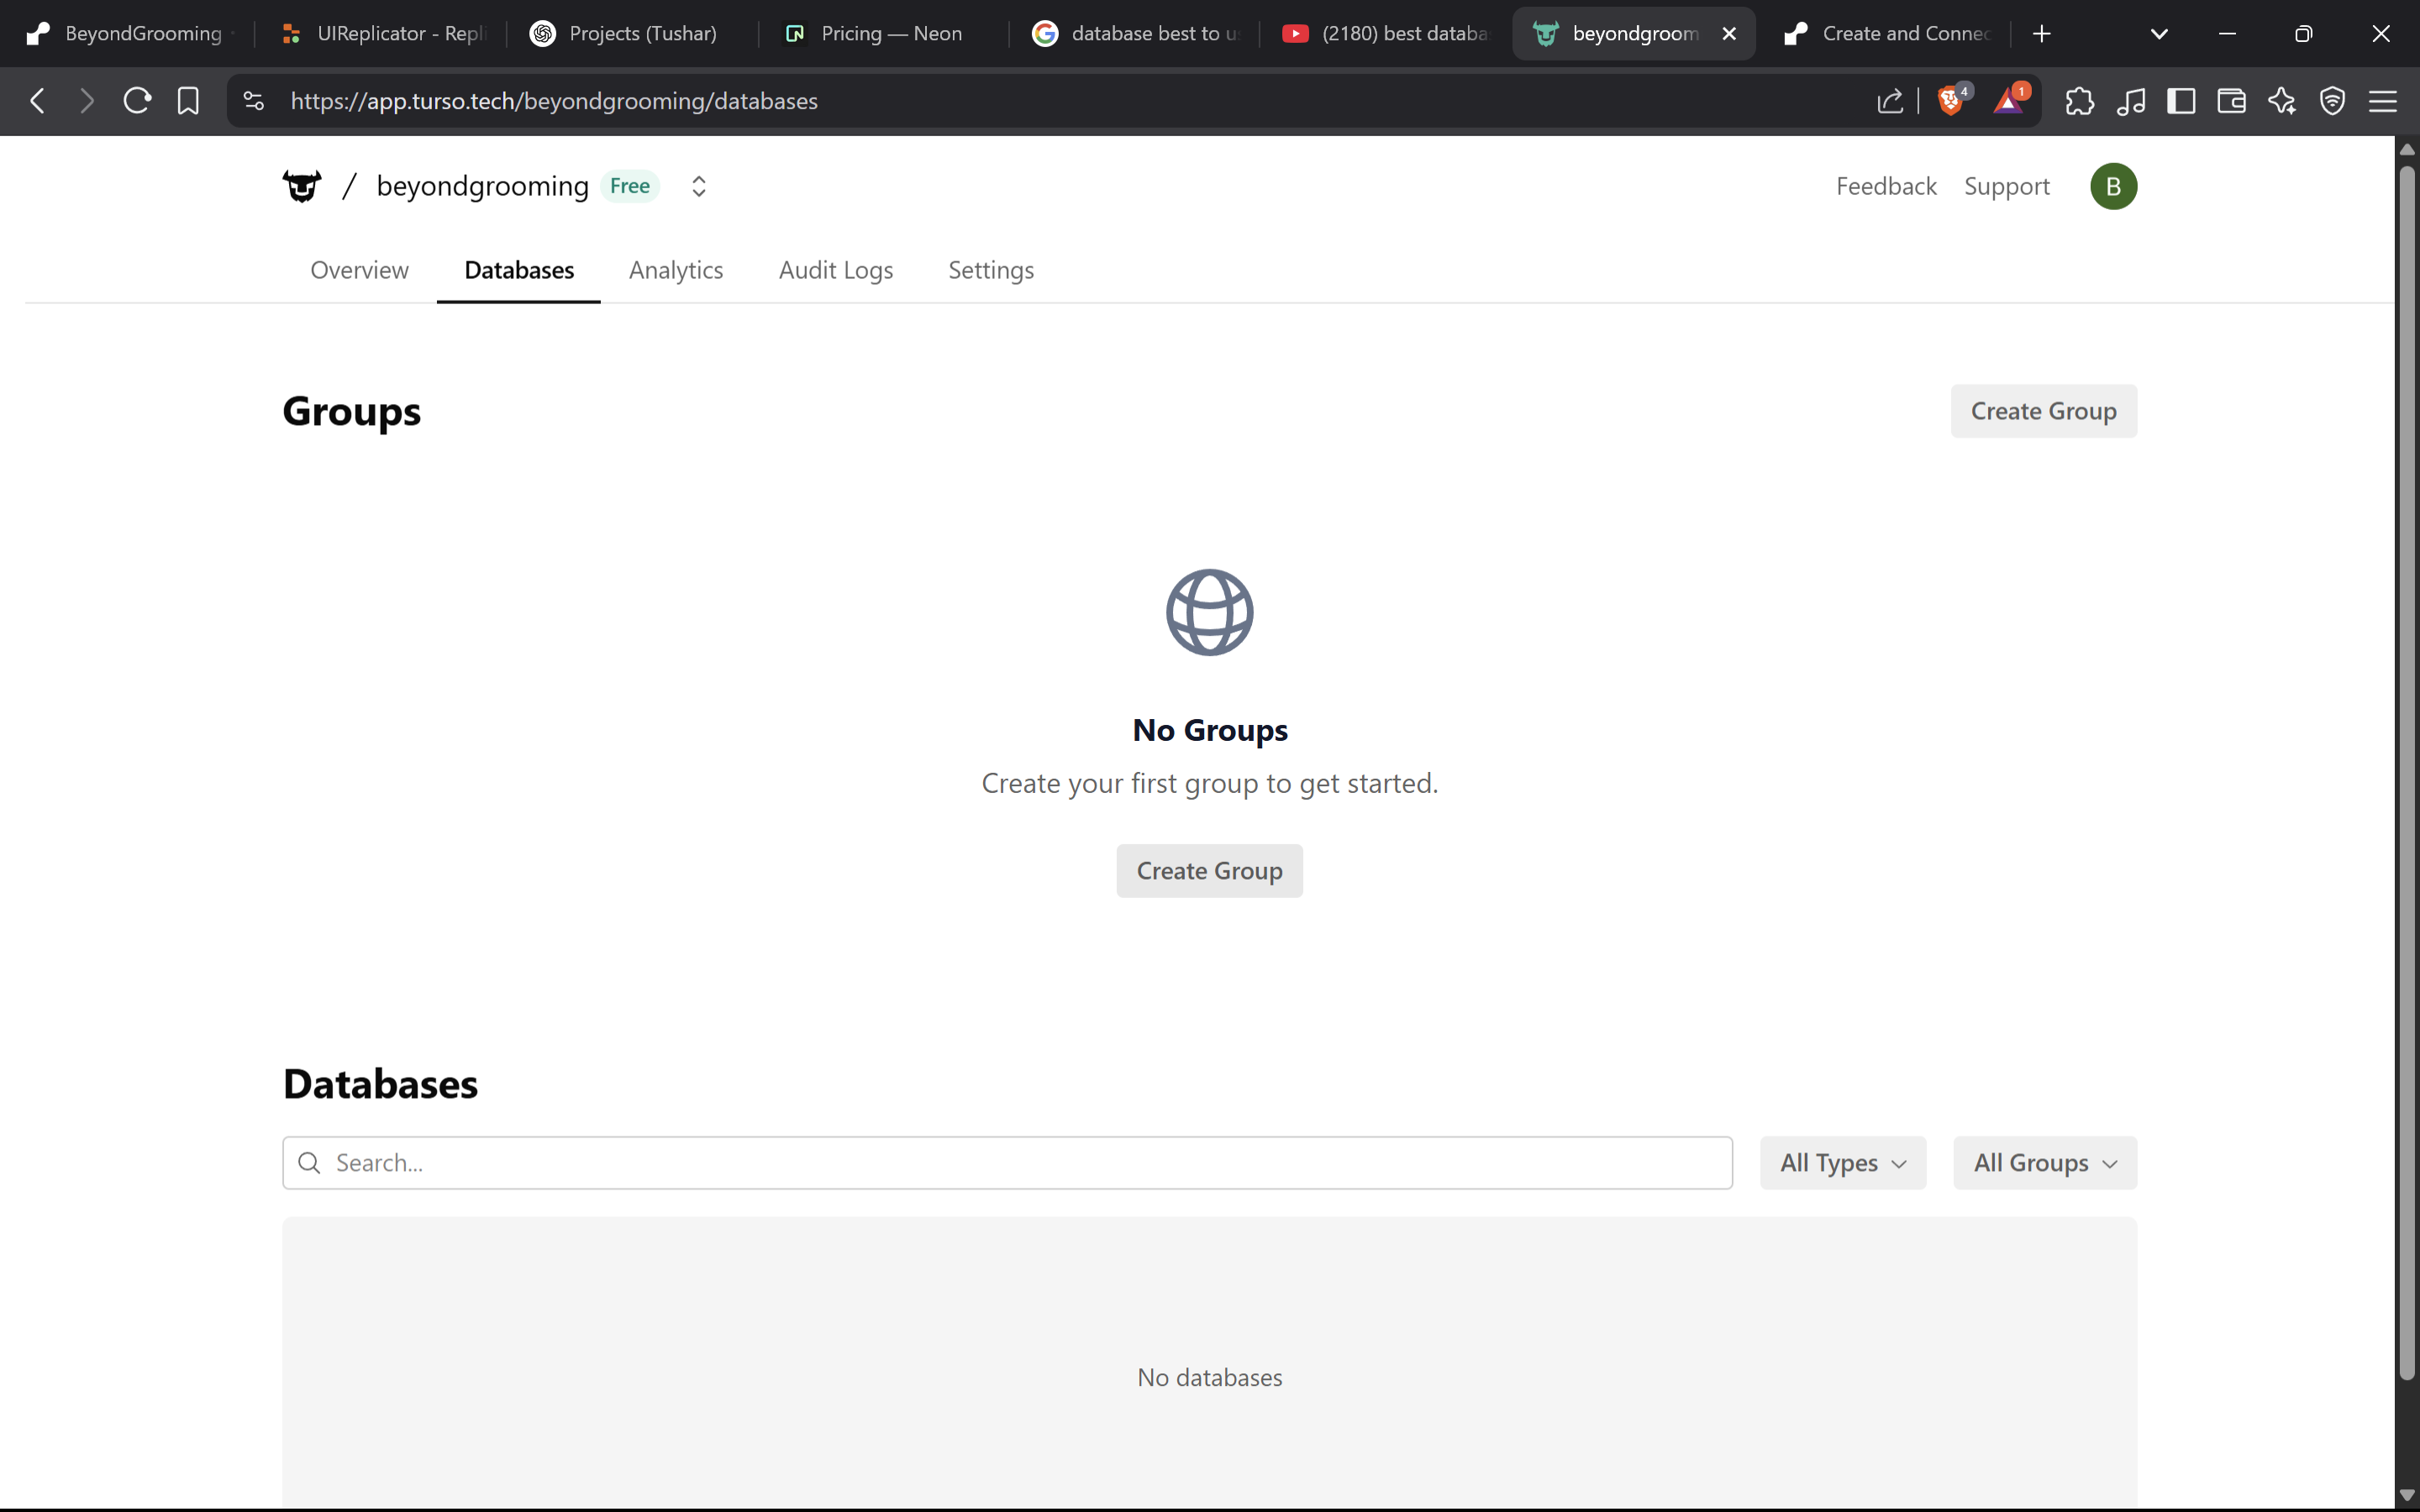 BeyondGrooming
UIReplicator - Repli
Projects (Tushar)
Pricing — Neon
database best to u
(2180) best databa
beyondgroom
Create and Connec
https://app.turso.tech/beyondgrooming/databases
4
1
/ beyondgrooming Free
Feedback Support B
Overview Databases Analytics Audit Logs Settings
Groups
Create Group
No Groups
Create your first group to get started.
Create Group
Databases
Search...
All Types
All Groups
No databases